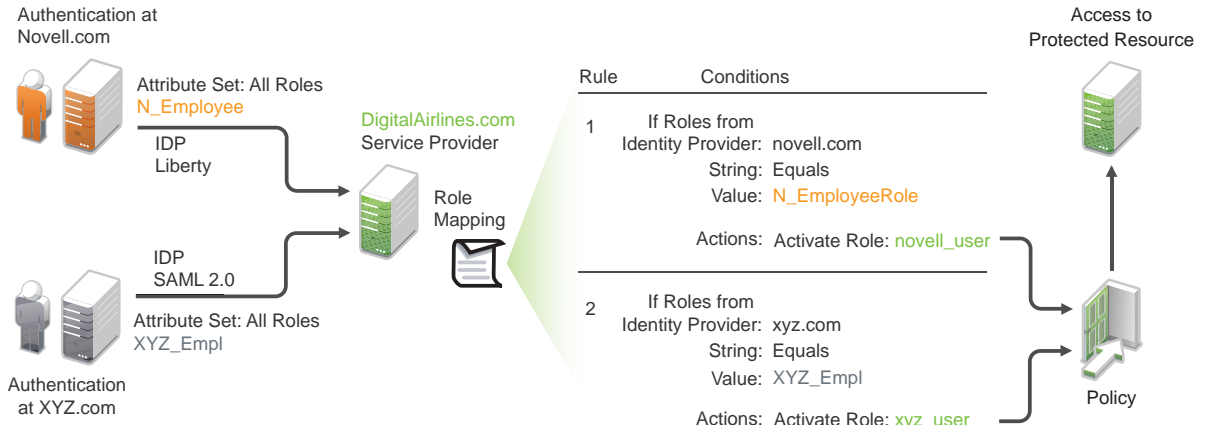 Authentication at
Novell.com
Attribute Set: All Roles
N_Employee
IDP
Liberty
DigitalAirlines.com
Service Provider
Role
Mapping
IDP
SAML 2.0
Attribute Set: All Roles
XYZ_Empl
Authentication
at XYZ.com
Rule Conditions
1 If Roles from
Identity Provider: novell.com
String: Equals
Value: N_EmployeeRole
Actions: Activate Role: novell_user
2 If Roles from
Identity Provider: xyz.com
String: Equals
Value: XYZ_Empl
Actions: Activate Role: xyz_user
Access to
Protected Resource
Policy